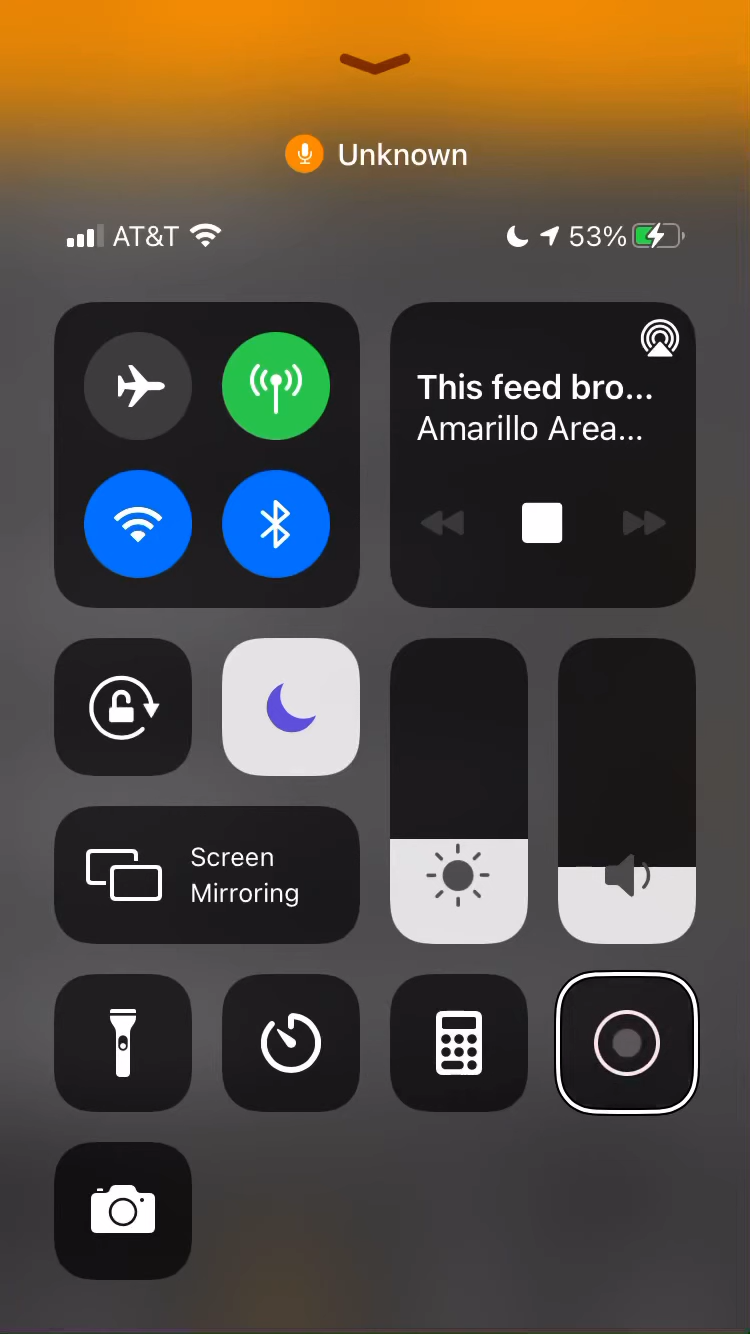 Unknown
AT&T
53%
This feed bro...
Amarillo Area...
Screen
Mirroring